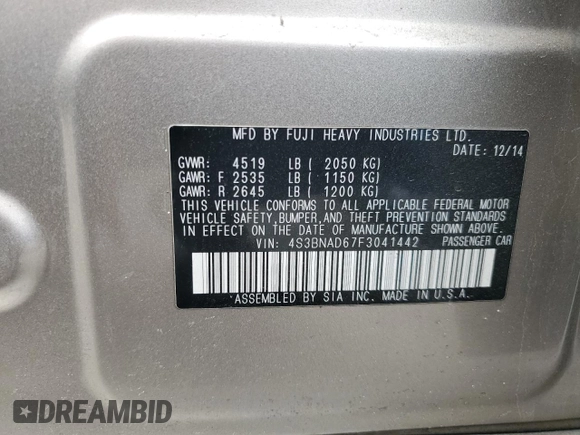 MFD BY FUJI HEAVY INDUSTRIES LTD.
DATE: 12/14
GVWR: 4519 LB ( 2050 KG)
GAWR: F 2535 LB ( 1150 KG)
GAWR: R 2645 LB ( 1200 KG)
THIS VEHICLE CONFORMS TO ALL APPLICABLE FEDERAL MOTOR
VEHICLE SAFETY, BUMPER, AND THEFT PREVENTION STANDARDS
IN EFFECT ON THE DATE OF MANUFACTURE SHOWN ABOVE.
VIN: 4S3BNAD67F3041442 PASSENGER CAR
ASSEMBLED BY SIA INC. MADE IN U.S.A.
DREAMBID